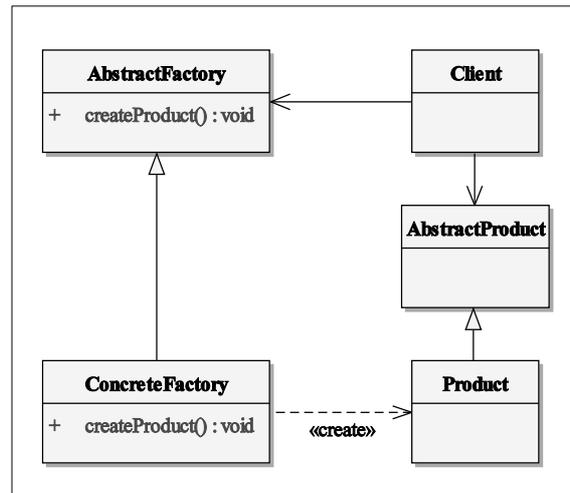 AbstractFactory
+ createProduct() : void
Client
AbstractProduct
ConcreteFactory
+ createProduct() : void
«create»
Product